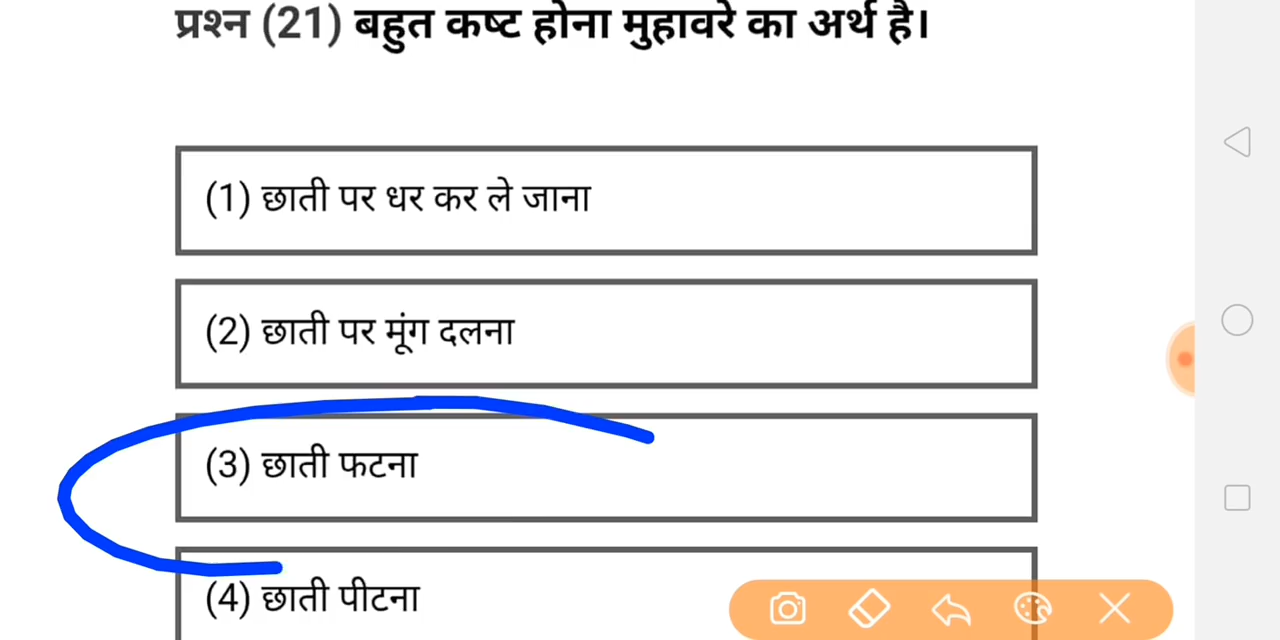 प्रश्न (21) बहुत कष्ट होना मुहावरे का अर्थ है।
(1) छाती पर धर कर ले जाना
(2) छाती पर मूंग दलना
(3) छाती फटना
(4) छाती पीटना